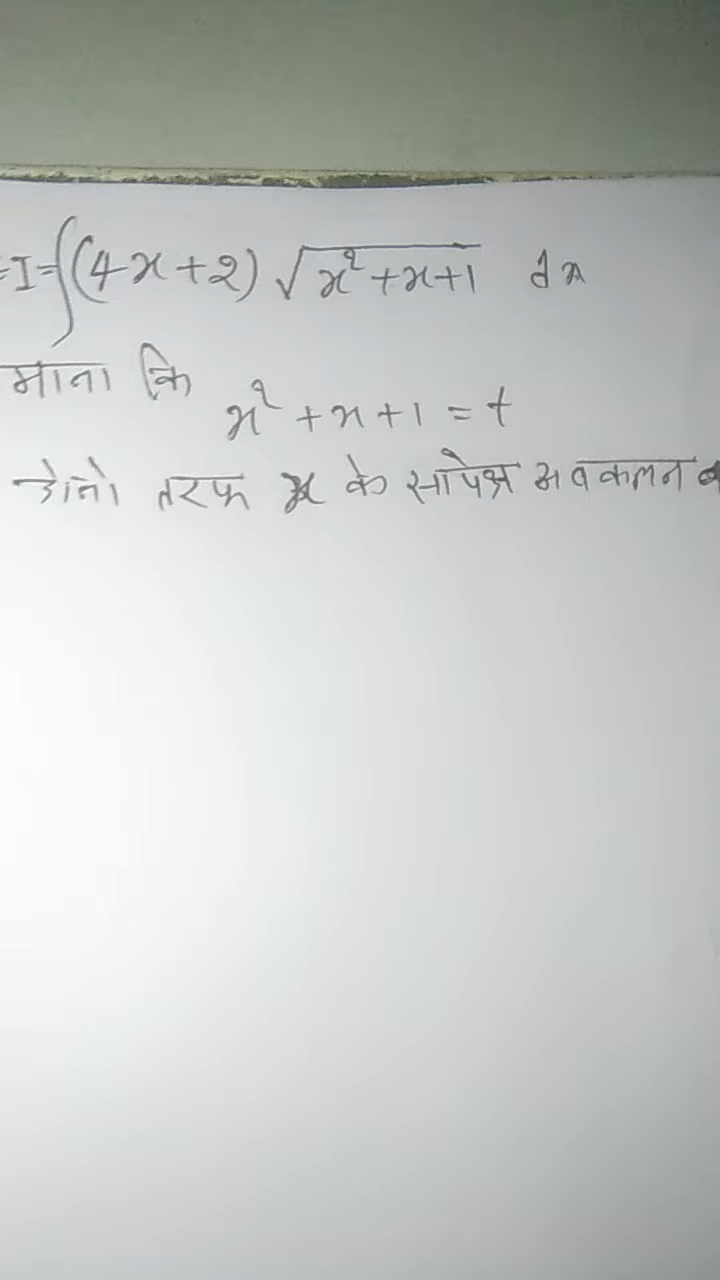 =I=∫(4x+2) √x²+x+1 dx
माना कि
x²+x+1=t
दोनो तरफ x के सापेक्ष अवकलन